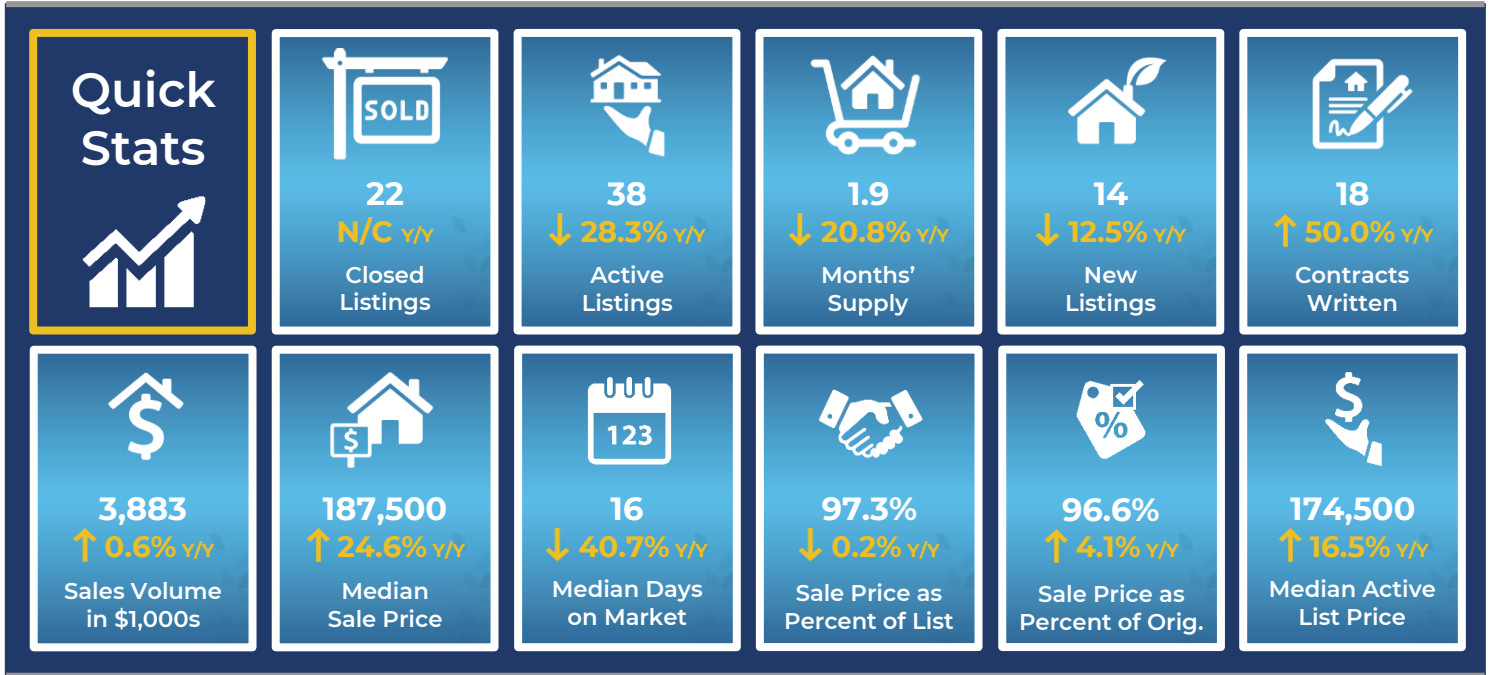 Quick
Stats
SOLD
22
N/C Y/Y
Closed
Listings
38
↓ 28.3% Y/Y
Active
Listings
1.9
↓ 20.8% Y/Y
Months’
Supply
14
↓ 12.5% Y/Y
New
Listings
18
↑ 50.0% Y/Y
Contracts
Written
$
3,883
↑ 0.6% Y/Y
Sales Volume
in $1,000s
$
187,500
↑ 24.6% Y/Y
Median
Sale Price
123
16
↓ 40.7% Y/Y
Median Days
on Market
97.3%
↓ 0.2% Y/Y
Sale Price as
Percent of List
%
96.6%
↑ 4.1% Y/Y
Sale Price as
Percent of Orig.
$
174,500
↑ 16.5% Y/Y
Median Active
List Price